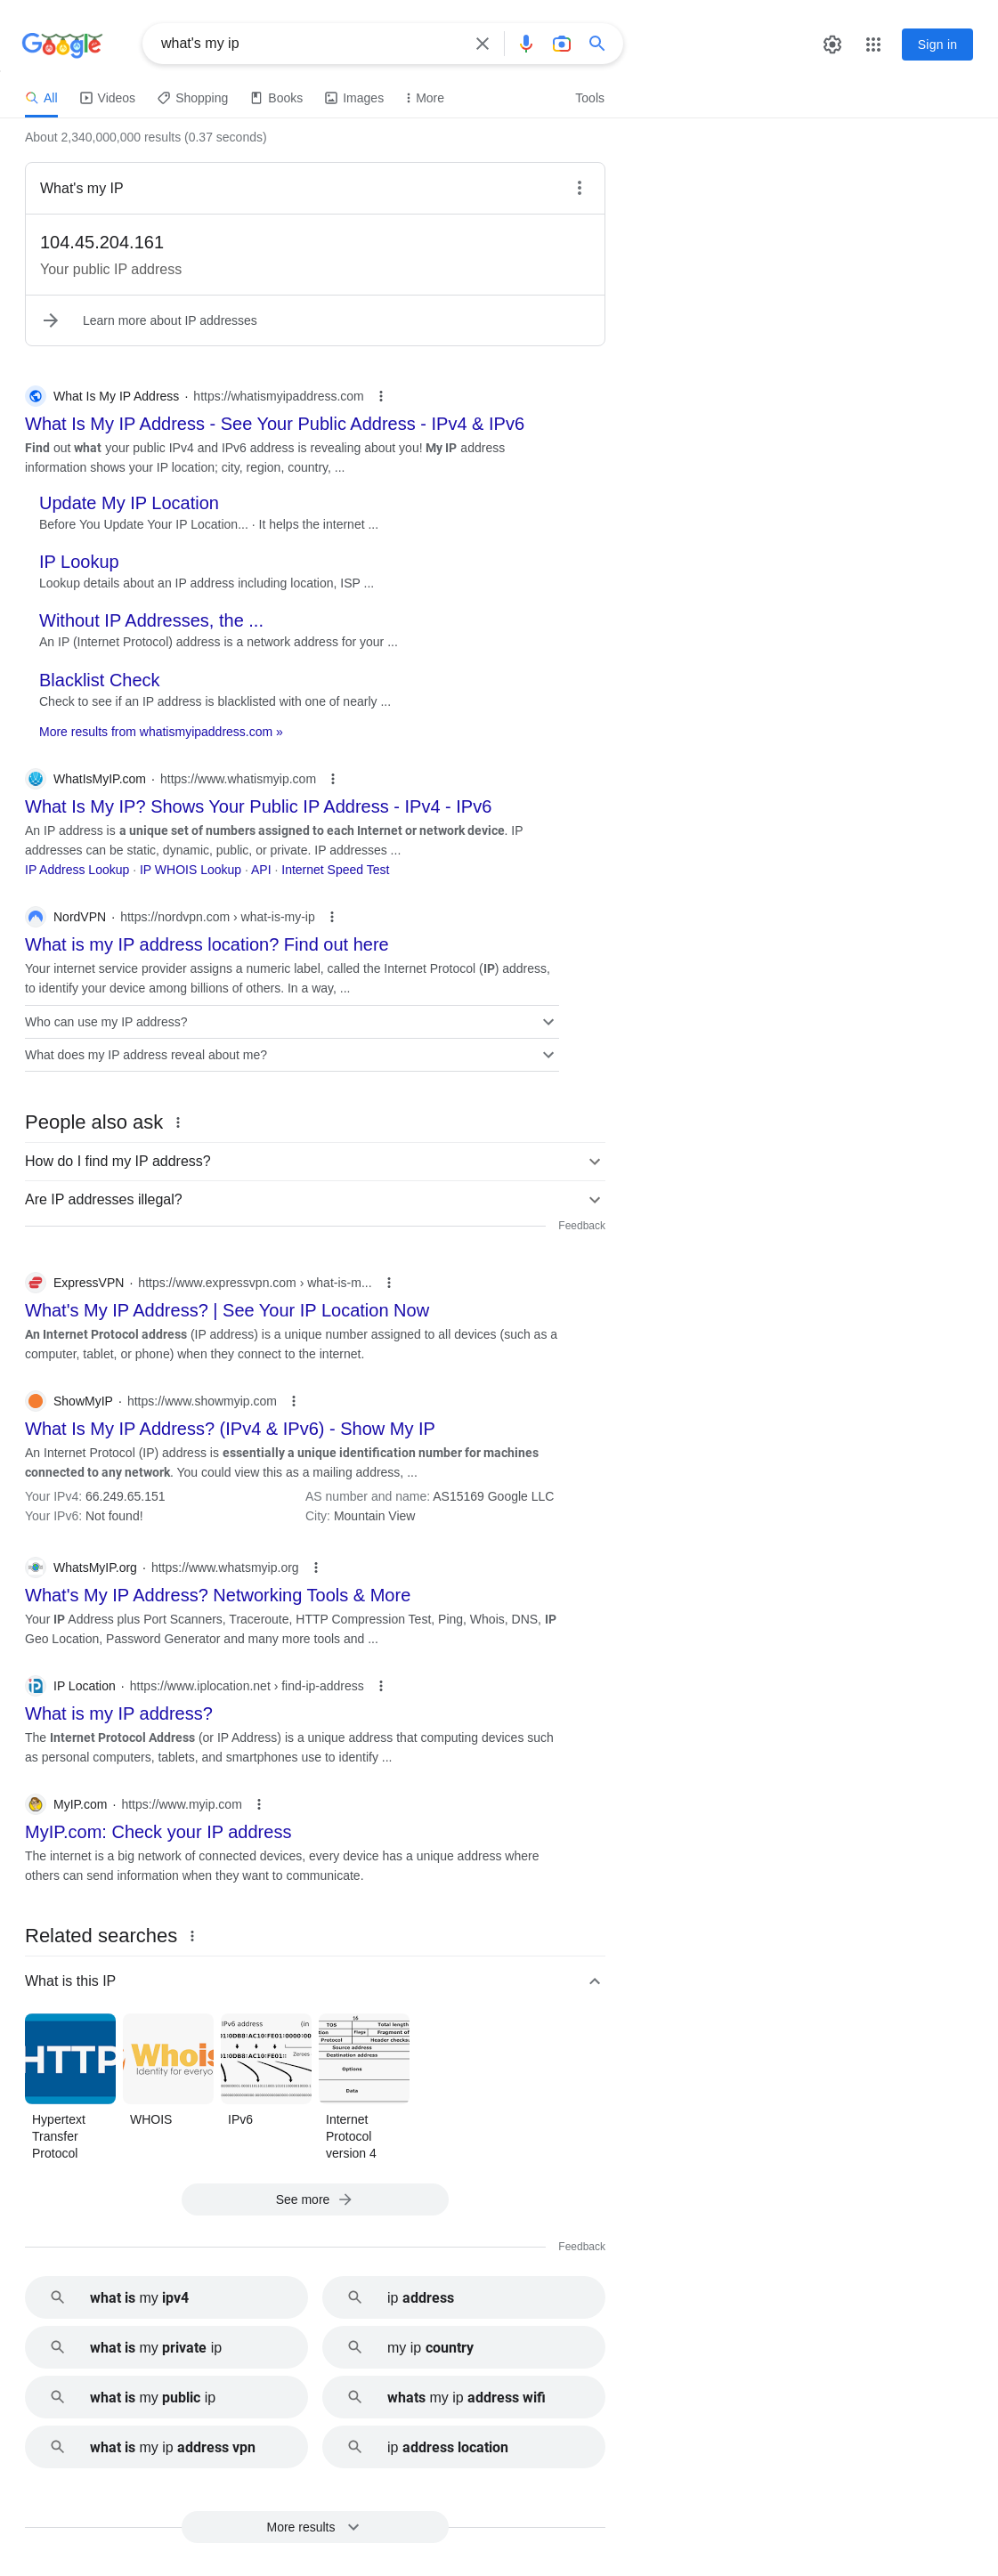 Google
what's my ip
Sign in
All
Videos
Shopping
Books
Images
More
Tools
About 2,340,000,000 results (0.37 seconds)
What's my IP
104.45.204.161
Your public IP address
Learn more about IP addresses
What Is My IP Address · https://whatismyipaddress.com
What Is My IP Address - See Your Public Address - IPv4 & IPv6
Find out what your public IPv4 and IPv6 address is revealing about you! My IP address
information shows your IP location; city, region, country, ...
Update My IP Location
Before You Update Your IP Location... · It helps the internet ...
IP Lookup
Lookup details about an IP address including location, ISP ...
Without IP Addresses, the ...
An IP (Internet Protocol) address is a network address for your ...
Blacklist Check
Check to see if an IP address is blacklisted with one of nearly ...
More results from whatismyipaddress.com »
WhatIsMyIP.com · https://www.whatismyip.com
What Is My IP? Shows Your Public IP Address - IPv4 - IPv6
An IP address is a unique set of numbers assigned to each Internet or network device. IP
addresses can be static, dynamic, public, or private. IP addresses ...
IP Address Lookup · IP WHOIS Lookup · API · Internet Speed Test
NordVPN · https://nordvpn.com › what-is-my-ip
What is my IP address location? Find out here
Your internet service provider assigns a numeric label, called the Internet Protocol (IP) address,
to identify your device among billions of others. In a way, ...
Who can use my IP address?
What does my IP address reveal about me?
People also ask
How do I find my IP address?
Are IP addresses illegal?
Feedback
ExpressVPN · https://www.expressvpn.com › what-is-m...
What's My IP Address? | See Your IP Location Now
An Internet Protocol address (IP address) is a unique number assigned to all devices (such as a
computer, tablet, or phone) when they connect to the internet.
ShowMyIP · https://www.showmyip.com
What Is My IP Address? (IPv4 & IPv6) - Show My IP
An Internet Protocol (IP) address is essentially a unique identification number for machines
connected to any network. You could view this as a mailing address, ...
Your IPv4: 66.249.65.151
AS number and name: AS15169 Google LLC
Your IPv6: Not found!
City: Mountain View
WhatsMyIP.org · https://www.whatsmyip.org
What's My IP Address? Networking Tools & More
Your IP Address plus Port Scanners, Traceroute, HTTP Compression Test, Ping, Whois, DNS, IP
Geo Location, Password Generator and many more tools and ...
IP Location · https://www.iplocation.net › find-ip-address
What is my IP address?
The Internet Protocol Address (or IP Address) is a unique address that computing devices such
as personal computers, tablets, and smartphones use to identify ...
MyIP.com · https://www.myip.com
MyIP.com: Check your IP address
The internet is a big network of connected devices, every device has a unique address where
others can send information when they want to communicate.
Related searches
What is this IP
HTTP
Whois
Identity for everyo
IPv6 address (in
Zeroes
16
TOS
Total length
Flags
Fragment of
Protocol
Header checks
Source address
Destination address
Options
Data
Hypertext
Transfer
Protocol
WHOIS
IPv6
Internet
Protocol
version 4
See more
Feedback
what is my ipv4
ip address
what is my private ip
my ip country
what is my public ip
whats my ip address wifi
what is my ip address vpn
ip address location
More results